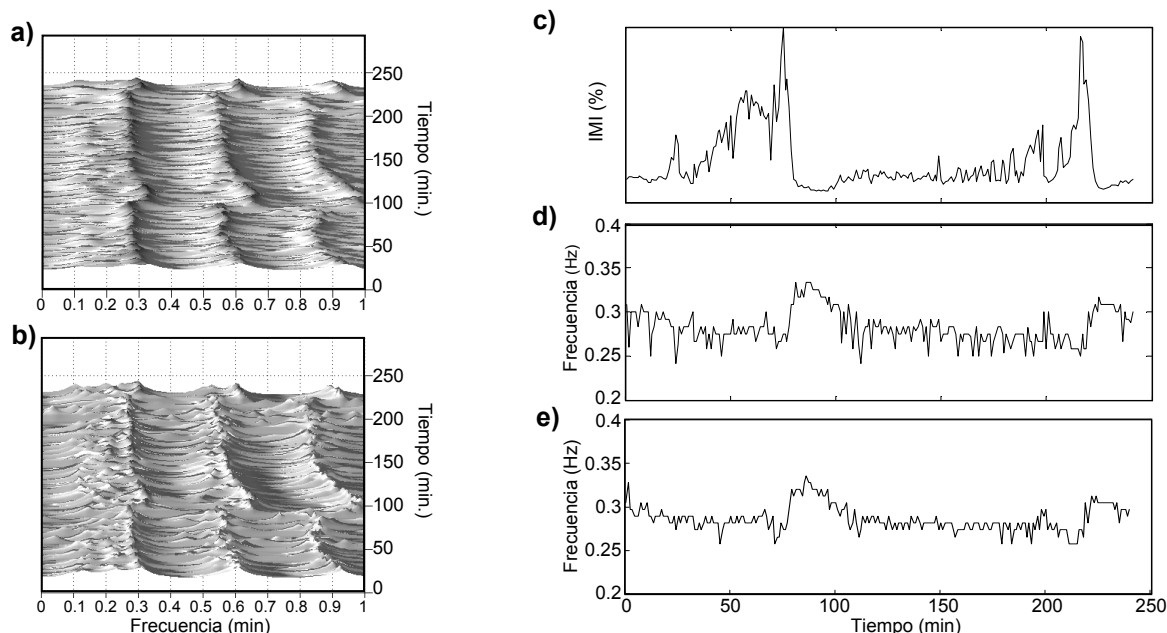 a)
250
200
150
100
50
0
Tiempo (min.)
0 0.1 0.2 0.3 0.4 0.5 0.6 0.7 0.8 0.9 1
b)
250
200
150
100
50
0
Tiempo (min.)
0 0.1 0.2 0.3 0.4 0.5 0.6 0.7 0.8 0.9 1
Frecuencia (min)
c)
IMI (%)
d)
0.4
0.35
0.3
0.25
0.2
Frecuencia (Hz)
e)
0.4
0.35
0.3
0.25
0.2
Frecuencia (Hz)
0 50 100 150 200 250
Tiempo (min)